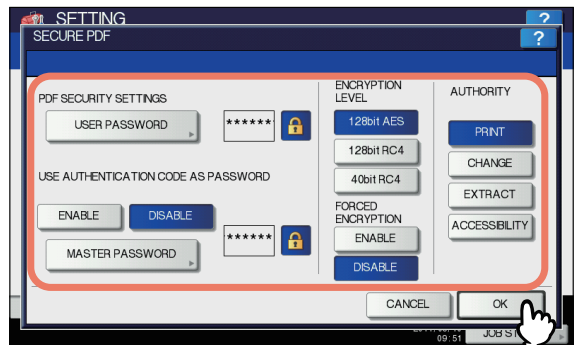 SETTING
?
SECURE PDF
?
PDF SECURITY SETTINGS
USER PASSWORD
******
USE AUTHENTICATION CODE AS PASSWORD
ENABLE
DISABLE
MASTER PASSWORD
******
ENCRYPTION
LEVEL
128bit AES
128bit RC4
40bit RC4
FORCED
ENCRYPTION
ENABLE
DISABLE
AUTHORITY
PRINT
CHANGE
EXTRACT
ACCESSIBILITY
CANCEL
OK
09:51